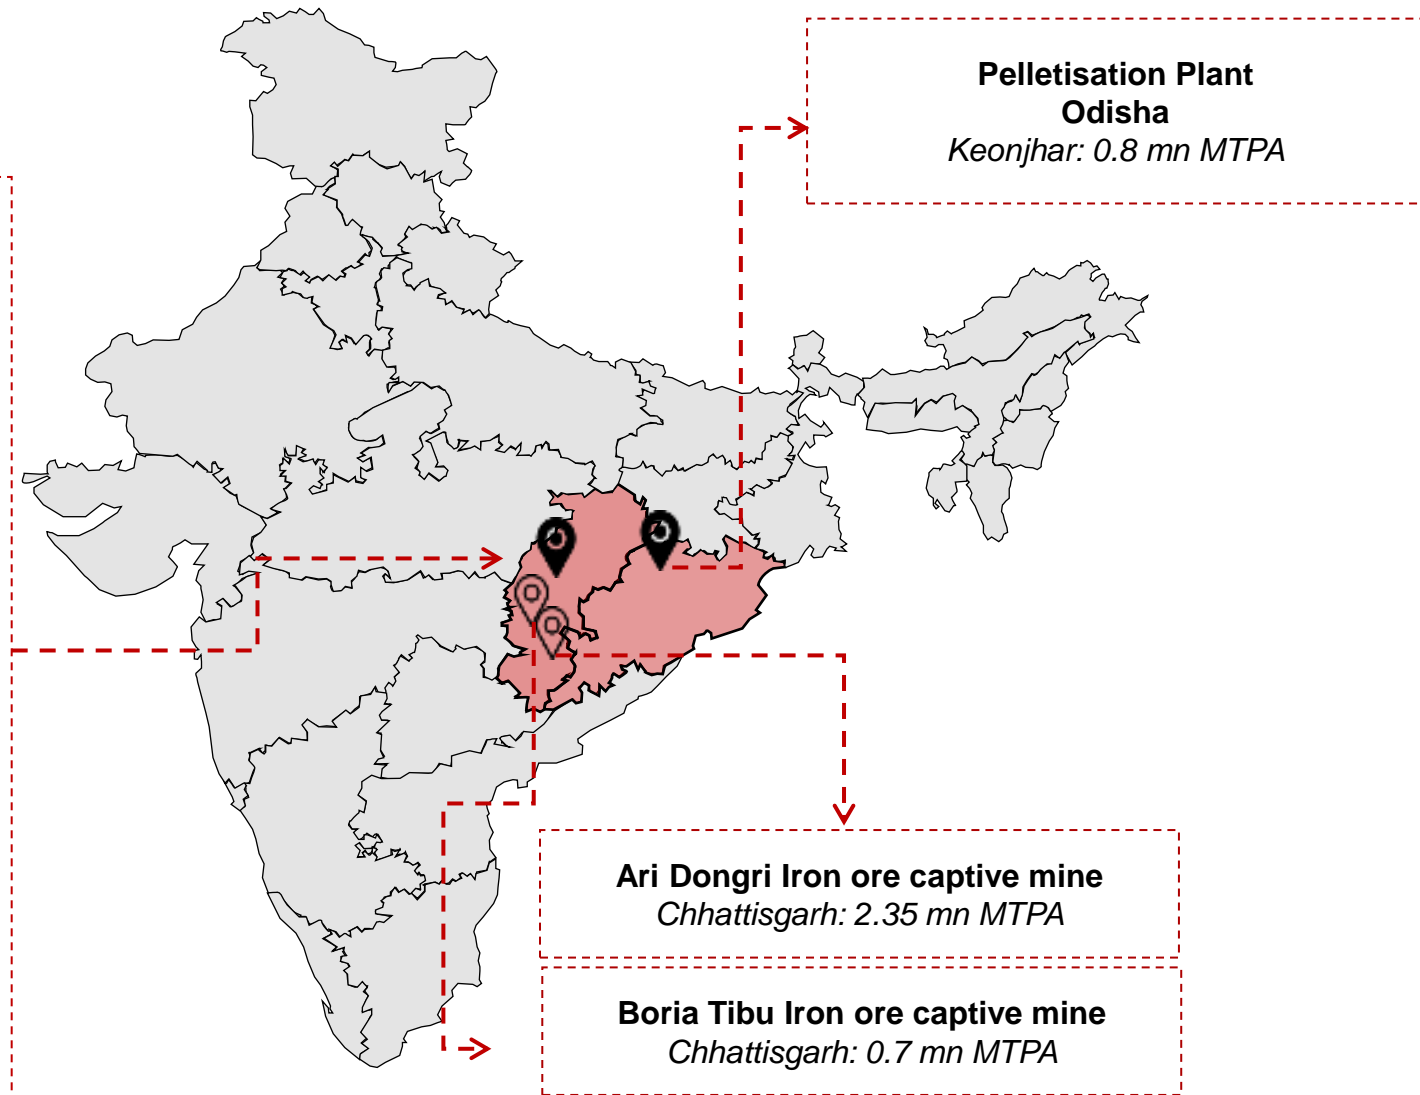 Pelletisation Plant
Odisha
Keonjhar: 0.8 mn MTPA
Ari Dongri Iron ore captive mine
Chhattisgarh: 2.35 mn MTPA
Boria Tibu Iron ore captive mine
Chhattisgarh: 0.7 mn MTPA